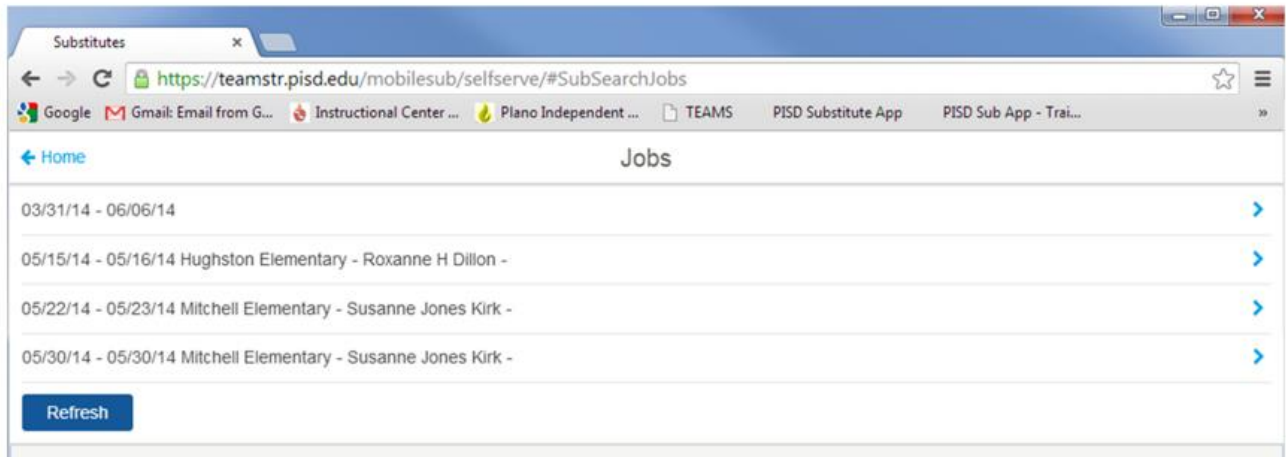 Substitutes
https://teamstr.pisd.edu/mobilesub/selfserve/#SubSearchJobs
Google Gmail: Email from G... Instructional Center ... Plano Independent ... TEAMS PISD Substitute App PISD Sub App - Trai... »
Home Jobs
03/31/14 - 06/06/14
05/15/14 - 05/16/14 Hughston Elementary - Roxanne H Dillon -
05/22/14 - 05/23/14 Mitchell Elementary - Susanne Jones Kirk -
05/30/14 - 05/30/14 Mitchell Elementary - Susanne Jones Kirk -
Refresh